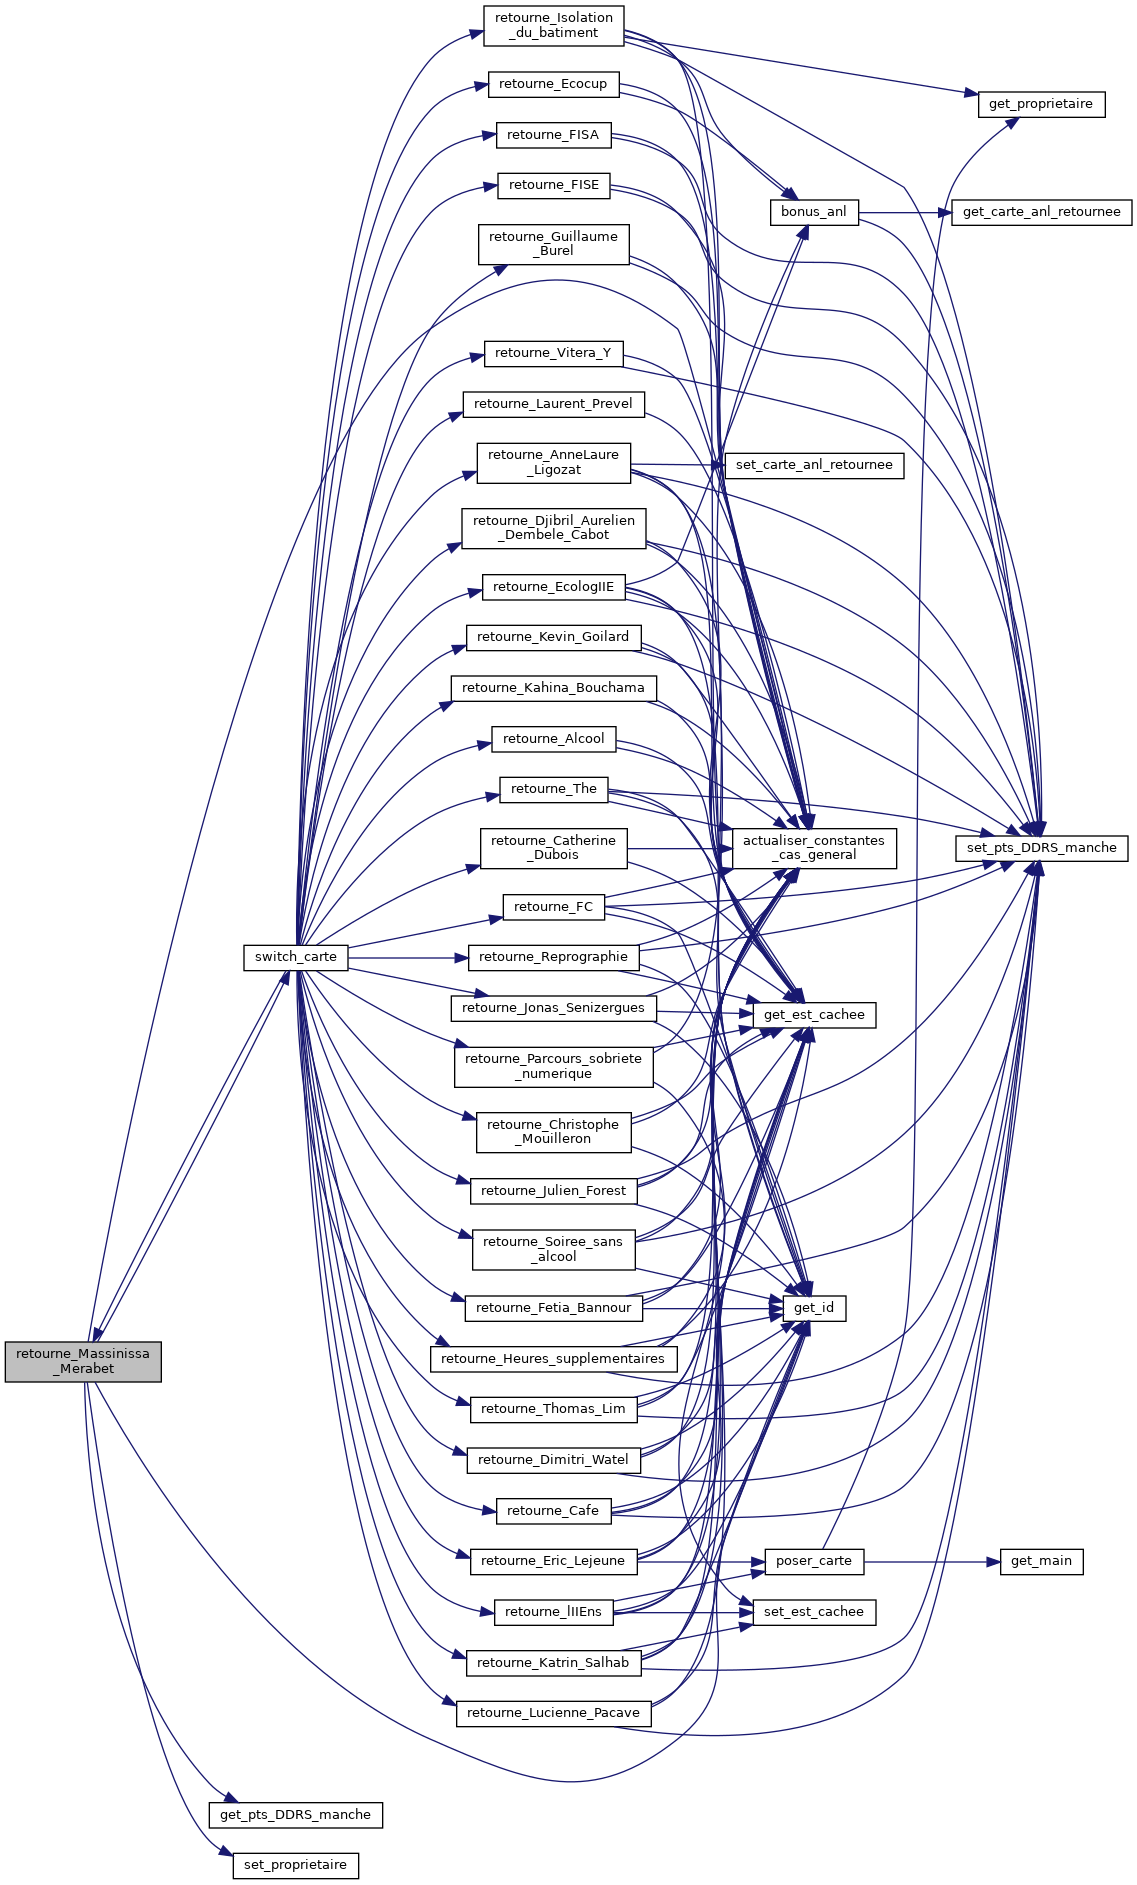 retourne_Massinissa
_Merabet
switch_carte
get_pts_DDRS_manche
set_proprietaire
retourne_Isolation
_du_batiment
retourne_Ecocup
retourne_FISA
retourne_FISE
retourne_Guillaume
_Burel
retourne_Vitera_Y
retourne_Laurent_Prevel
retourne_AnneLaure
_Ligozat
retourne_Djibril_Aurelien
_Dembele_Cabot
retourne_EcologIIE
retourne_Kevin_Goilard
retourne_Kahina_Bouchama
retourne_Alcool
retourne_The
retourne_Catherine
_Dubois
retourne_FC
retourne_Reprographie
retourne_Jonas_Senizergues
retourne_Parcours_sobriete
_numerique
retourne_Christophe
_Mouilleron
retourne_Julien_Forest
retourne_Soiree_sans
_alcool
retourne_Fetia_Bannour
retourne_Heures_supplementaires
retourne_Thomas_Lim
retourne_Dimitri_Watel
retourne_Cafe
retourne_Eric_Lejeune
retourne_lIIEns
retourne_Katrin_Salhab
retourne_Lucienne_Pacave
bonus_anl
set_carte_anl_retournee
actualiser_constantes
_cas_general
get_est_cachee
get_id
poser_carte
set_est_cachee
get_proprietaire
get_carte_anl_retournee
set_pts_DDRS_manche
get_main